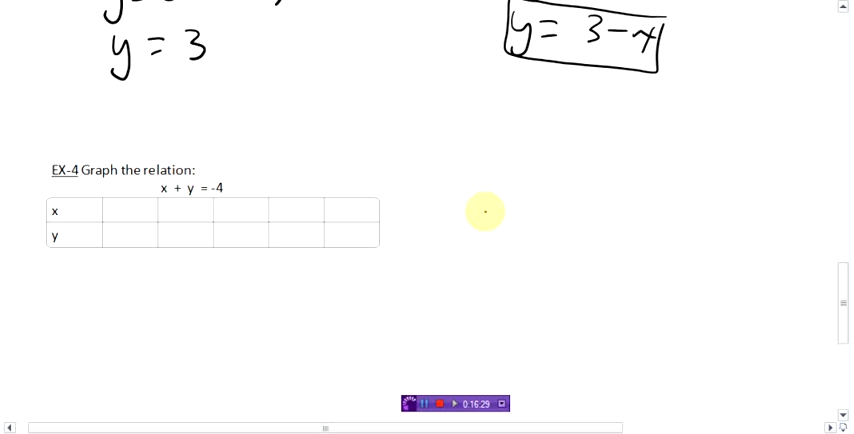 y = 3
y = 3 - x
EX-4 Graph the relation:
x + y = -4
x
y
0:16:29